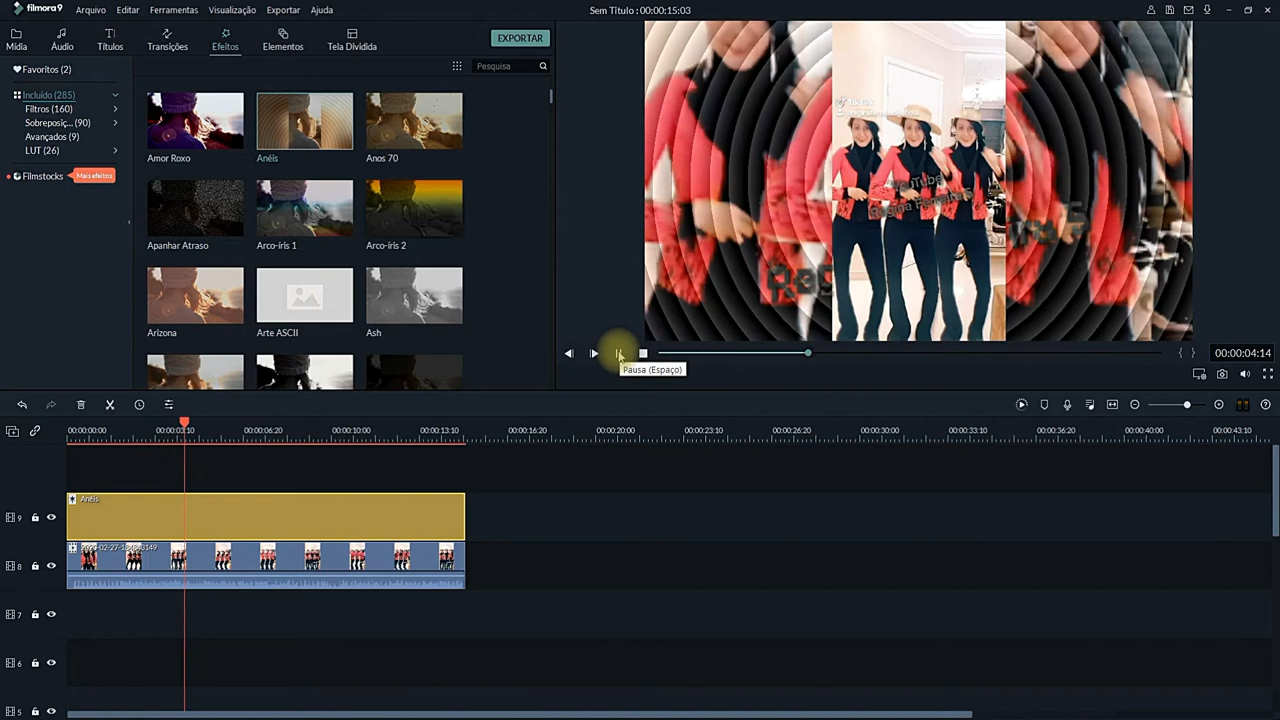 filmora9
Arquivo Editar Ferramentas Visualização Exportar Ajuda
Sem Título : 00:00:15:03
Mídia Áudio Títulos Transições Efeitos Elementos Tela Dividida
EXPORTAR
Favoritos (2)
Incluído (285)
Filtros (160)
Sobreposiç... (90)
Avançados (9)
LUT (26)
Filmstocks Mais efeitos
Pesquisa
Amor Roxo Anéis Anos 70
Apanhar Atraso Arco-íris 1 Arco-íris 2
Arizona Arte ASCII Ash
TikTok
YouTube
Regina Ferreira S
Pausa (Espaço)
{ } 00:00:04:14
00:00:00:00 00:00:03:10 00:00:06:20 00:00:10:00 00:00:13:10 00:00:16:20 00:00:20:00 00:00:23:10 00:00:26:20 00:00:30:00 00:00:33:10 00:00:36:20 00:00:40:00 00:00:43:10
Anéis
9
8
7
6
5